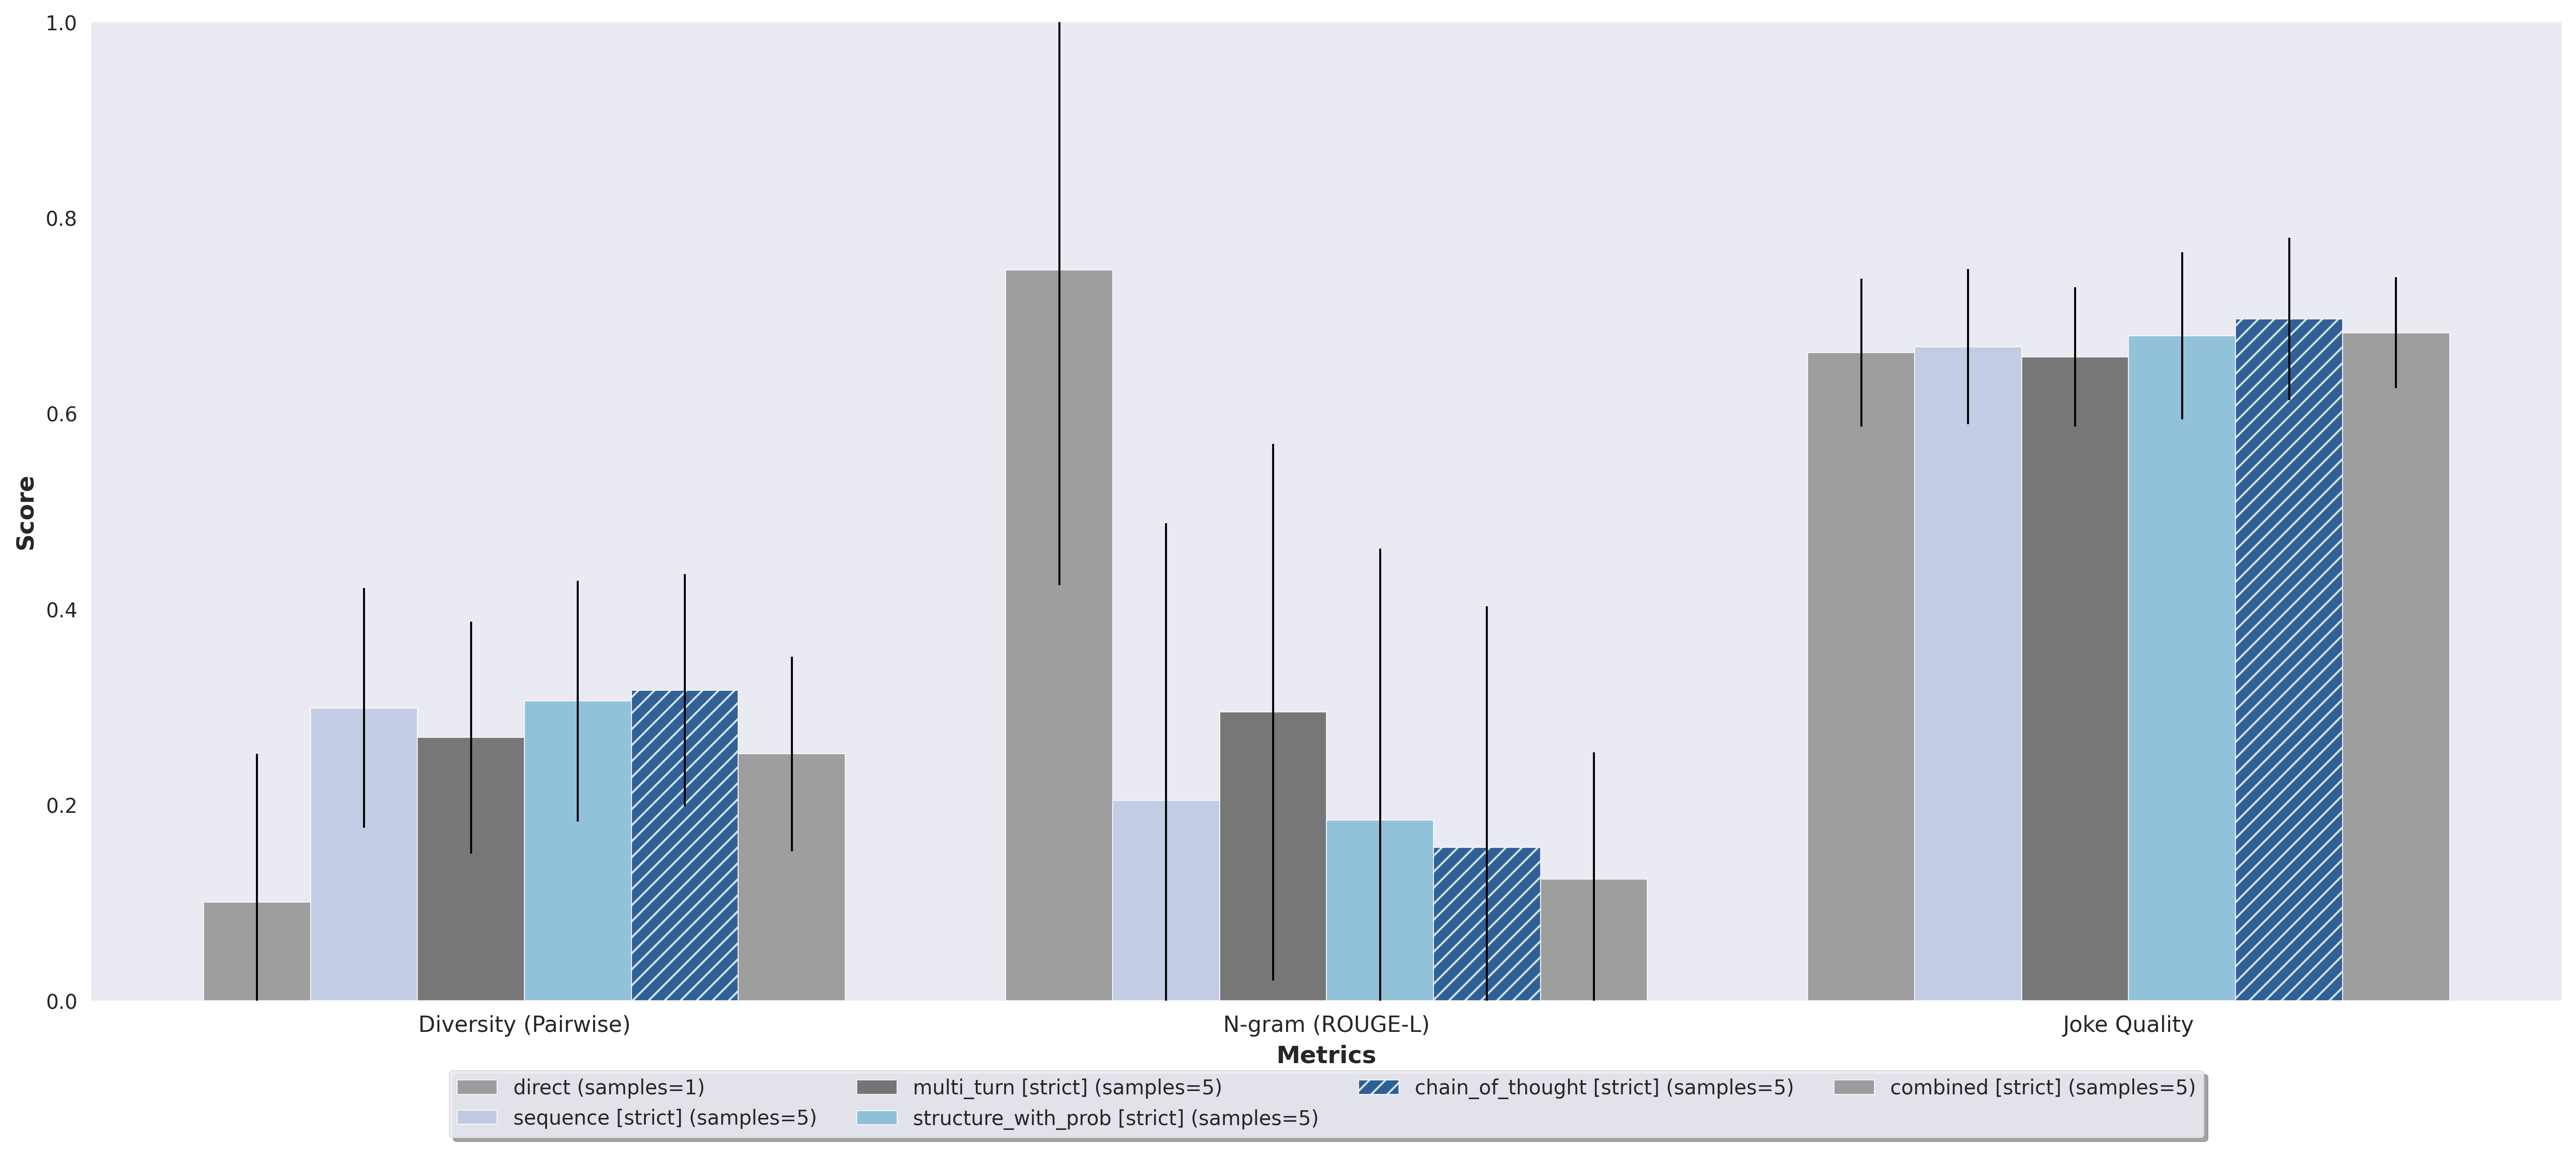 1.0
0.8
0.6
0.4
0.2
0.0
Score
Diversity (Pairwise)
N-gram (ROUGE-L)
Joke Quality
Metrics
direct (samples=1)
sequence [strict] (samples=5)
multi_turn [strict] (samples=5)
structure_with_prob [strict] (samples=5)
chain_of_thought [strict] (samples=5)
combined [strict] (samples=5)